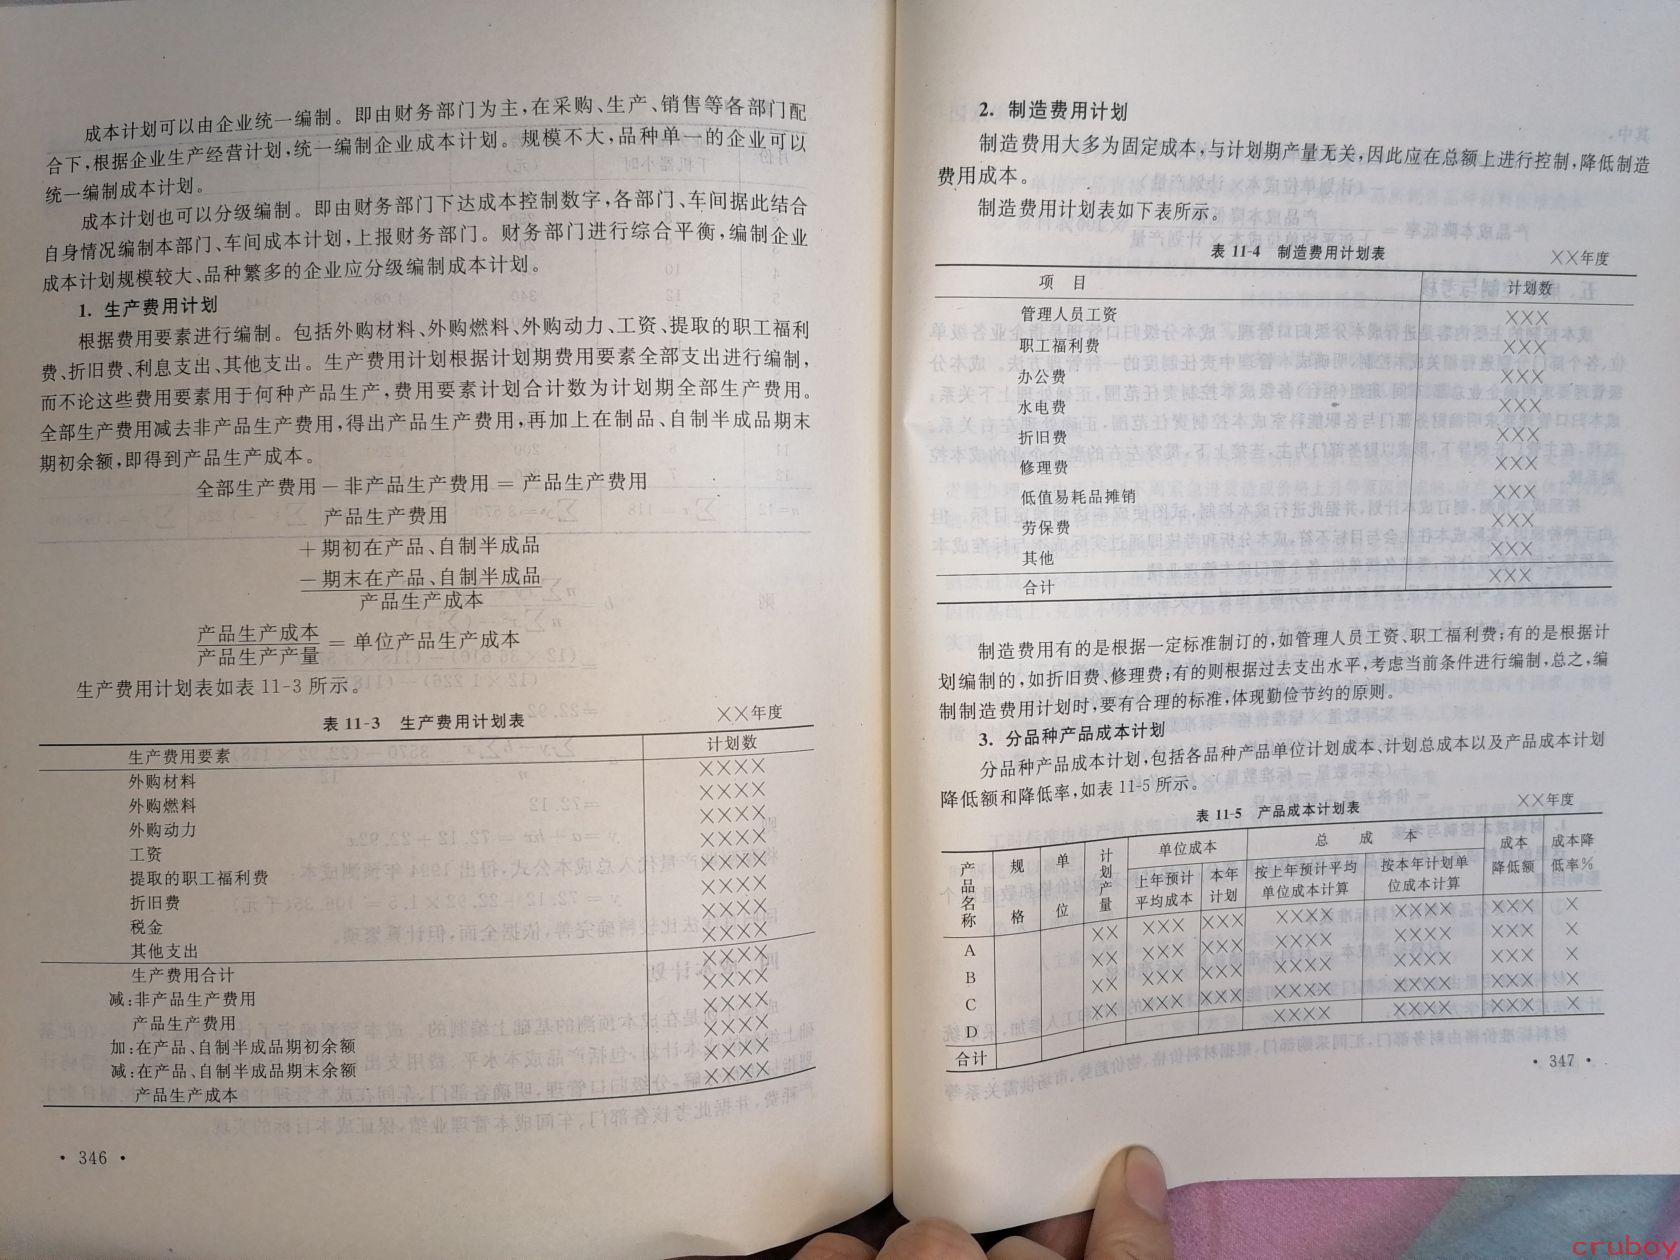 成本计划可以由企业统一编制。即由财务部门为主,在采购、生产、销售等各部门配
合下,根据企业生产经营计划,统一编制企业成本计划。规模不大,品种单一的企业可以
统一编制成本计划。
成本计划也可以分级编制。即由财务部门下达成本控制数字,各部门、车间据此结合
自身情况编制本部门、车间成本计划,上报财务部门。财务部门进行综合平衡,编制企业
成本计划规模较大、品种繁多的企业应分级编制成本计划。
1. 生产费用计划
根据费用要素进行编制。包括外购材料、外购燃料、外购动力、工资、提取的职工福利
费、折旧费、利息支出、其他支出。生产费用计划根据计划期费用要素全部支出进行编制,
而不论这些费用要素用于何种产品生产,费用要素计划合计数为计划期全部生产费用。
全部生产费用减去非产品生产费用,得出产品生产费用,再加上在制品、自制半成品期末
期初余额,即得到产品生产成本。
全部生产费用－非产品生产费用＝产品生产费用
产品生产费用
＋期初在产品、自制半成品
－期末在产品、自制半成品
产品生产成本
产品生产成本
产品生产产量
＝单位产品生产成本
生产费用计划表如表 11-3 所示。
表 11-3 生产费用计划表
××年度
生产费用要素 计划数
外购材料 ××××
外购燃料 ××××
外购动力 ××××
工资 ××××
提取的职工福利费 ××××
折旧费 ××××
税金 ××××
其他支出 ××××
生产费用合计 ××××
减:非产品生产费用 ××××
产品生产费用 ××××
加:在产品、自制半成品期初余额 ××××
减:在产品、自制半成品期末余额 ××××
产品生产成本 ××××
· 346 ·
2. 制造费用计划
制造费用大多为固定成本,与计划期产量无关,因此应在总额上进行控制,降低制造
费用成本。
制造费用计划表如下表所示。
表 11-4 制造费用计划表
××年度
项 目 计划数
管理人员工资 ×××
职工福利费 ×××
办公费 ×××
水电费 ×××
折旧费 ×××
修理费 ×××
低值易耗品摊销 ×××
劳保费 ×××
其他 ×××
合计 ×××
制造费用有的是根据一定标准制订的,如管理人员工资、职工福利费;有的是根据计
划编制的,如折旧费、修理费;有的则根据过去支出水平,考虑当前条件进行编制,总之,编
制制造费用计划时,要有合理的标准,体现勤俭节约的原则。
3. 分品种产品成本计划
分品种产品成本计划,包括各品种产品单位计划成本、计划总成本以及产品成本计划
降低额和降低率,如表 11-5 所示。
表 11-5 产品成本计划表
××年度
产品名称 规格 单位 计划产量 单位成本 总 成 本 成本降低额 成本降低率%
上年预计平均成本 本年计划 按上年预计平均单位成本计算 按本年计划单位成本计算
A ×× ××× ××× ×××× ×××× ××× ×
B ×× ××× ××× ×××× ×××× ××× ×
C ×× ××× ××× ×××× ×××× ××× ×
D ×× ××× ××× ×××× ×××× ××× ×
合计 ×××× ×××× ××× ×
· 347 ·
cruboy